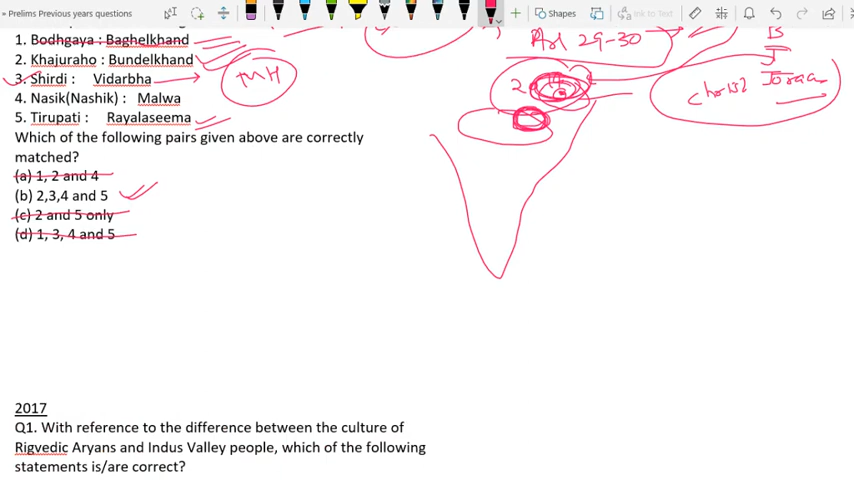 » Prelims Previous years questions
Shapes
Ink to Text
1. Bodhgaya : Baghelkhand
2. Khajuraho : Bundelkhand
3. Shirdi : Vidarbha
4. Nasik(Nashik) : Malwa
5. Tirupati : Rayalaseema
Which of the following pairs given above are correctly
matched?
(a) 1, 2 and 4
(b) 2,3,4 and 5
(c) 2 and 5 only
(d) 1, 3, 4 and 5
MH
Art 29-30
B
J
2
2017
Q1. With reference to the difference between the culture of
Rigvedic Aryans and Indus Valley people, which of the following
statements is/are correct?